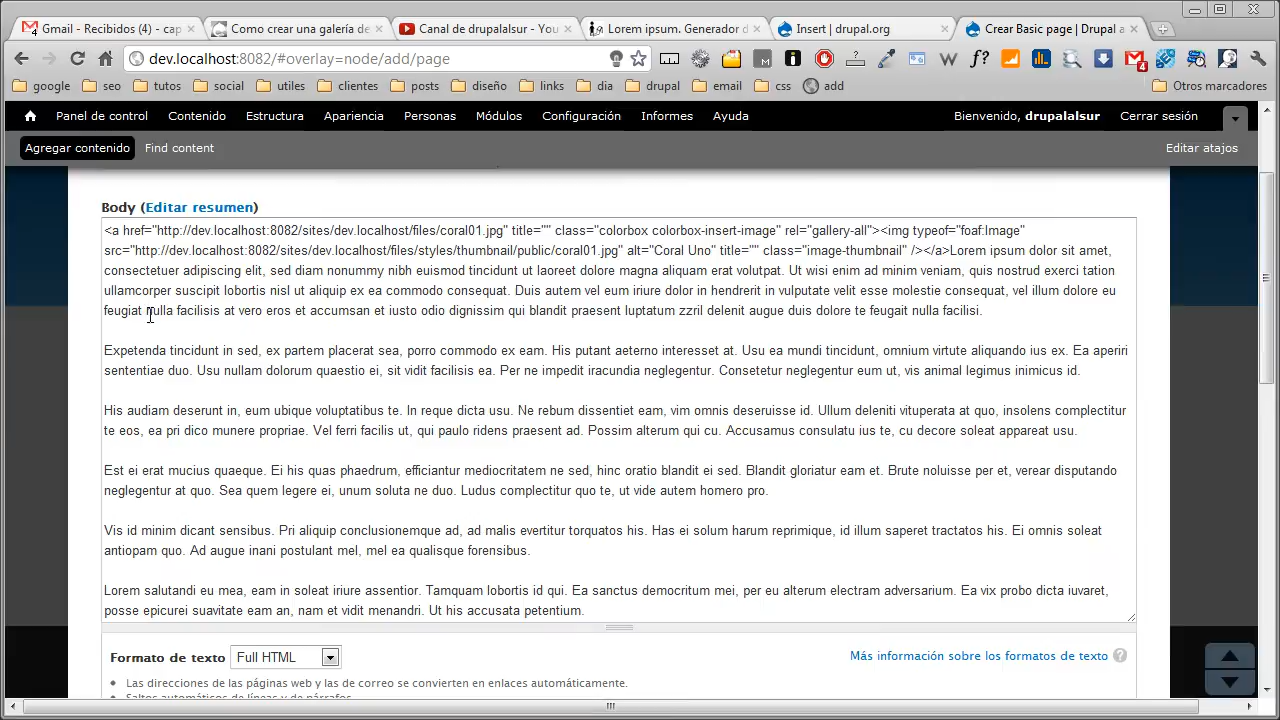 Gmail - Recibidos (4) - cap
Como crear una galería de
Canal de drupalsur - You
Lorem ipsum. Generador d
Insert | drupal.org
Crear Basic page | Drupal a
dev.localhost:8082/#overlay=node/add/page
google seo tutos social utiles clientes posts diseño links dia drupal email css add Otros marcadores
Panel de control Contenido Estructura Apariencia Personas Módulos Configuración Informes Ayuda Bienvenido, drupalalsur Cerrar sesión
Agregar contenido Find content Editar atajos
Body (Editar resumen)
<a href="http://dev.localhost:8082/sites/dev.localhost/files/coral01.jpg" title="" class="colorbox colorbox-insert-image" rel="gallery-all"><img typeof="foaf:Image"
src="http://dev.localhost:8082/sites/dev.localhost/files/styles/thumbnail/public/coral01.jpg" alt="Coral Uno" title="" class="image-thumbnail" /></a>Lorem ipsum dolor sit amet,
consectetuer adipiscing elit, sed diam nonummy nibh euismod tincidunt ut laoreet dolore magna aliquam erat volutpat. Ut wisi enim ad minim veniam, quis nostrud exerci tation
ullamcorper suscipit lobortis nisl ut aliquip ex ea commodo consequat. Duis autem vel eum iriure dolor in hendrerit in vulputate velit esse molestie consequat, vel illum dolore eu
feugiat nulla facilisis at vero eros et accumsan et iusto odio dignissim qui blandit praesent luptatum zzril delenit augue duis dolore te feugait nulla facilisi.
Expetenda tincidunt in sed, ex partem placerat sea, porro commodo ex eam. His putant aeterno interesset at. Usu ea mundi tincidunt, omnium virtute aliquando ius ex. Ea aperiri
sententiae duo. Usu nullam dolorum quaestio ei, sit vidit facilisis ea. Per ne impedit iracundia neglegentur. Consetetur neglegentur eum ut, vis animal legimus inimicus id.
His audiam deserunt in, eum ubique voluptatibus te. In reque dicta usu. Ne rebum dissentiet eam, vim omnis deseruisse id. Ullum deleniti vituperata at quo, insolens complectitur
te eos, ea pri dico munere propriae. Vel ferri facilis ut, qui paulo ridens praesent ad. Possim alterum qui cu. Accusamus consulatu ius te, cu decore soleat appareat usu.
Est ei erat mucius quaeque. Ei his quas phaedrum, efficiantur mediocritatem ne sed, hinc oratio blandit ei sed. Blandit gloriatur eam et. Brute noluisse per et, verear disputando
neglegentur at quo. Sea quem legere ei, unum soluta ne duo. Ludus complectitur quo te, ut vide autem homero pro.
Vis id minim dicant sensibus. Pri aliquip conclusionemque ad, ad malis evertitur torquatos his. Has ei solum harum reprimique, id illum saperet tractatos his. Ei omnis soleat
antiopam quo. Ad augue inani postulant mel, mel ea qualisque forensibus.
Lorem salutandi eu mea, eam in soleat iriure assentior. Tamquam lobortis id qui. Ea sanctus democritum mei, per eu alterum electram adversarium. Ea vix probo dicta iuvaret,
posse epicurei suavitate eam an, nam et vidit menandri. Ut his accusata petentium.
Formato de texto Full HTML Más información sobre los formatos de texto
Las direcciones de las páginas web y las de correo se convierten en enlaces automáticamente.
Saltos automáticos de líneas y de párrafos.